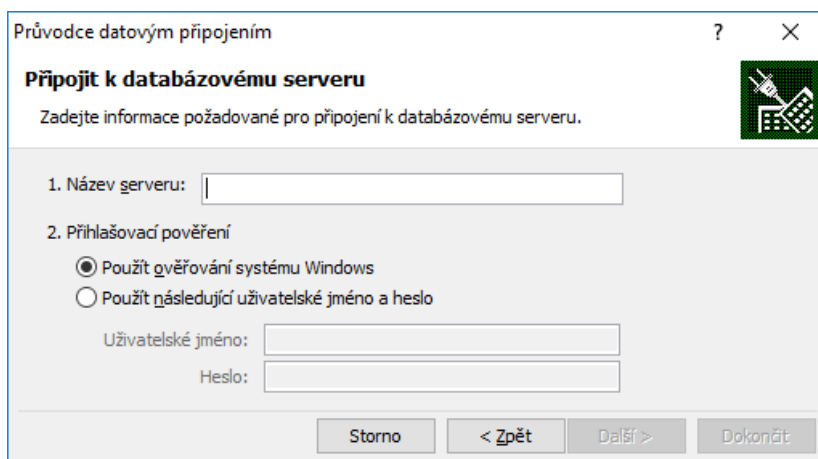 Průvodce datovým připojením ?
Připojit k databázovému serveru
Zadejte informace požadované pro připojení k databázovému serveru.
1. Název serveru:
2. Přihlašovací pověření
Použít ověřování systému Windows
Použít následující uživatelské jméno a heslo
Uživatelské jméno:
Heslo:
Storno < Zpět Další > Dokončit